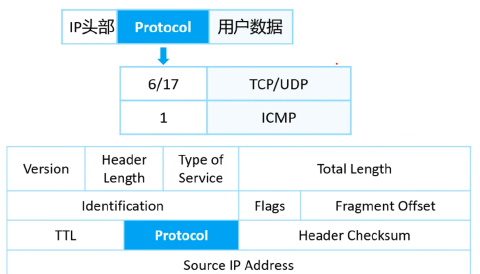 IP头部 Protocol 用户数据
6/17 TCP/UDP
1 ICMP
Version Header Length Type of Service Total Length
Identification Flags Fragment Offset
TTL Protocol Header Checksum
Source IP Address